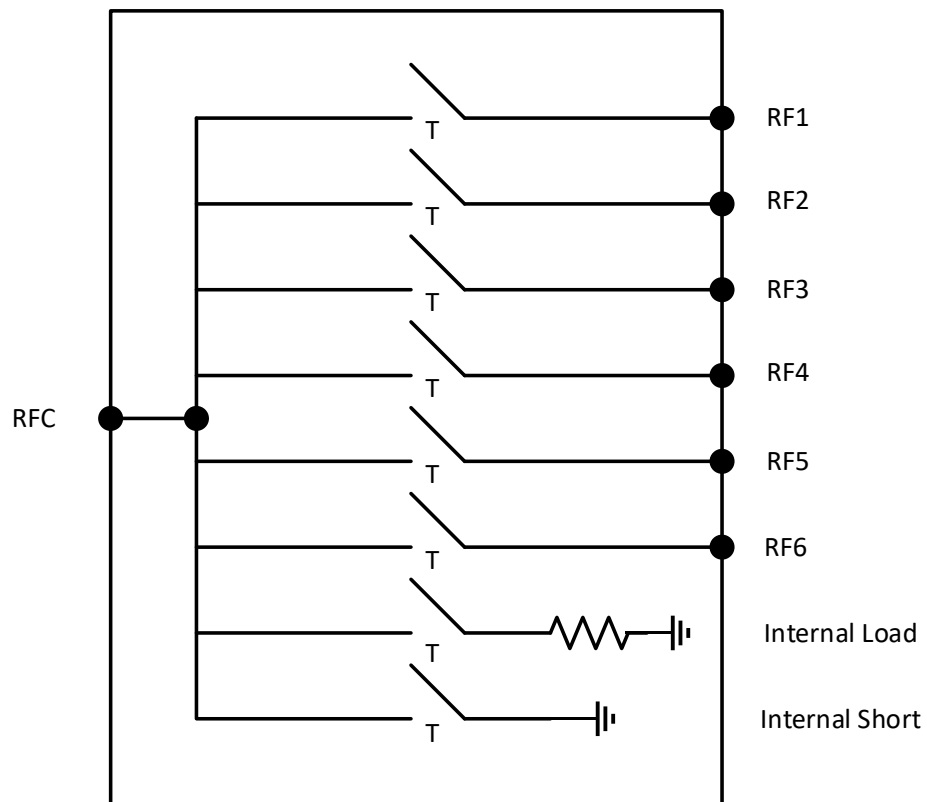 RF1
T
RF2
T
RF3
T
RF4
T
RFC
RF5
T
RF6
T
Internal Load
T
Internal Short
T